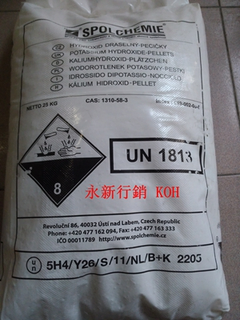 SPOLCHEMIE
HYDROXID DRASELNÝ-PECIČKY
POTASSIUM HYDROXIDE-PELLETS
KALIUMHYDROXID-PLÄTZCHEN
WODOROTLENEK POTASOWY-PESTKI
IDROSSIDO DIPOTASSIO-NOCCIOLO
KÁLIUM HIDROXID-PELLET
NETTO: 25 KG
CAS: 1310-58-3
8
UN 1813
永新行銷 KOH
Revoluční 86, 40032 Ústí nad Labem, Czech Republic
Phone: +420 477 162 094, Fax: +420 477 163 333
IČO 00011789 http://www.spolchemie.cz
u n
5H4/Y26/S/11/NL/B+K 2205